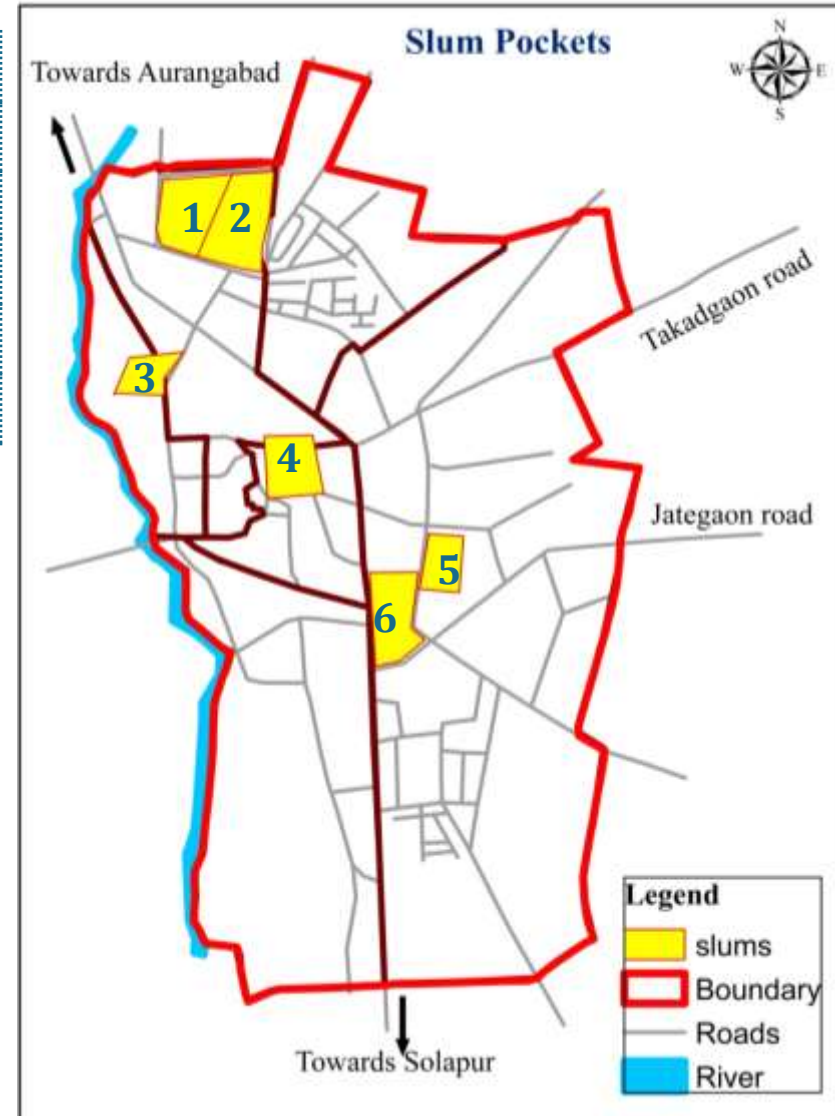 Slum Pockets
N
W E
S
Towards Aurangabad
1 2
Takadgaon road
3
4
Jategaon road
5
6
Legend
slums
Boundary
Roads
River
Towards Solapur